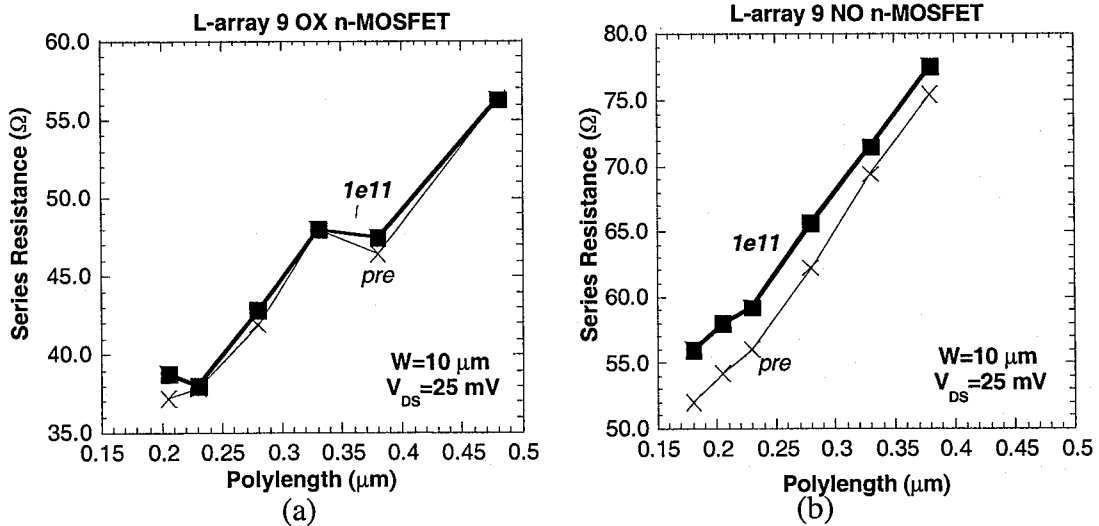 L-array 9 OX n-MOSFET
60.0
55.0
50.0
45.0
40.0
35.0
Series Resistance (Ω)
1e11
pre
W=10 μm
V_DS=25 mV
0.15 0.2 0.25 0.3 0.35 0.4 0.45 0.5
Polylength (μm)
(a)
L-array 9 NO n-MOSFET
80.0
75.0
70.0
65.0
60.0
55.0
50.0
Series Resistance (Ω)
1e11
pre
W=10 μm
V_DS=25 mV
0.15 0.2 0.25 0.3 0.35 0.4 0.45 0.5
Polylength (μm)
(b)